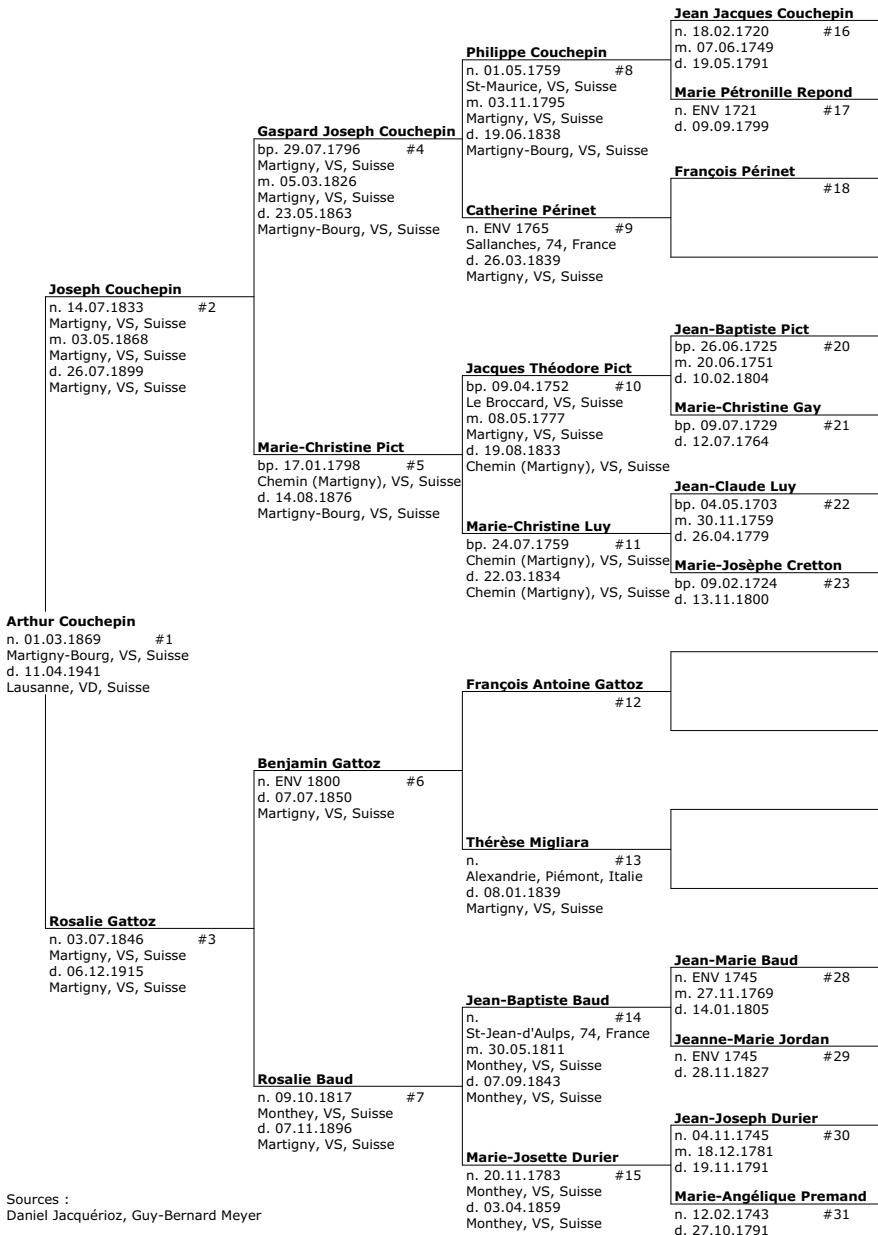 Jean Jacques Couchepin
n. 18.02.1720 #16
m. 07.06.1749
d. 19.05.1791
Philippe Couchepin
n. 01.05.1759 #8
St-Maurice, VS, Suisse
m. 03.11.1795
Martigny, VS, Suisse
d. 19.06.1838
Martigny-Bourg, VS, Suisse
Marie Pétronille Repond
n. ENV 1721 #17
d. 09.09.1799
Gaspard Joseph Couchepin
bp. 29.07.1796 #4
Martigny, VS, Suisse
m. 05.03.1826
Martigny, VS, Suisse
d. 23.05.1863
Martigny-Bourg, VS, Suisse
François Périnet
#18
Catherine Périnet
n. ENV 1765 #9
Sallanches, 74, France
d. 26.03.1839
Martigny, VS, Suisse
Joseph Couchepin
n. 14.07.1833 #2
Martigny, VS, Suisse
m. 03.05.1868
Martigny, VS, Suisse
d. 26.07.1899
Martigny, VS, Suisse
Jean-Baptiste Pict
bp. 26.06.1725 #20
m. 20.06.1751
d. 10.02.1804
Jacques Théodore Pict
bp. 09.04.1752 #10
Le Broccard, VS, Suisse
m. 08.05.1777
Martigny, VS, Suisse
d. 19.08.1833
Chemin (Martigny), VS, Suisse
Marie-Christine Gay
bp. 09.07.1729 #21
d. 12.07.1764
Marie-Christine Pict
bp. 17.01.1798 #5
Chemin (Martigny), VS, Suisse
d. 14.08.1876
Martigny-Bourg, VS, Suisse
Jean-Claude Luy
bp. 04.05.1703 #22
m. 30.11.1759
d. 26.04.1779
Marie-Christine Luy
bp. 24.07.1759 #11
Chemin (Martigny), VS, Suisse
d. 22.03.1834
Chemin (Martigny), VS, Suisse
Marie-Josèphe Cretton
bp. 09.02.1724 #23
d. 13.11.1800
Arthur Couchepin
n. 01.03.1869 #1
Martigny-Bourg, VS, Suisse
d. 11.04.1941
Lausanne, VD, Suisse
François Antoine Gattoz
#12
Benjamin Gattoz
n. ENV 1800 #6
d. 07.07.1850
Martigny, VS, Suisse
Thérèse Migliara
n. #13
Alexandrie, Piémont, Italie
d. 08.01.1839
Martigny, VS, Suisse
Rosalie Gattoz
n. 03.07.1846 #3
Martigny, VS, Suisse
d. 06.12.1915
Martigny, VS, Suisse
Jean-Marie Baud
n. ENV 1745 #28
m. 27.11.1769
d. 14.01.1805
Jean-Baptiste Baud
n. #14
St-Jean-d'Aulps, 74, France
m. 30.05.1811
Monthey, VS, Suisse
d. 07.09.1843
Monthey, VS, Suisse
Jeanne-Marie Jordan
n. ENV 1745 #29
d. 28.11.1827
Rosalie Baud
n. 09.10.1817 #7
Monthey, VS, Suisse
d. 07.11.1896
Martigny, VS, Suisse
Jean-Joseph Durier
n. 04.11.1745 #30
m. 18.12.1781
d. 19.11.1791
Marie-Josette Durier
n. 20.11.1783 #15
Monthey, VS, Suisse
d. 03.04.1859
Monthey, VS, Suisse
Marie-Angélique Premand
n. 12.02.1743 #31
d. 27.10.1791
Sources :
Daniel Jacquérioz, Guy-Bernard Meyer